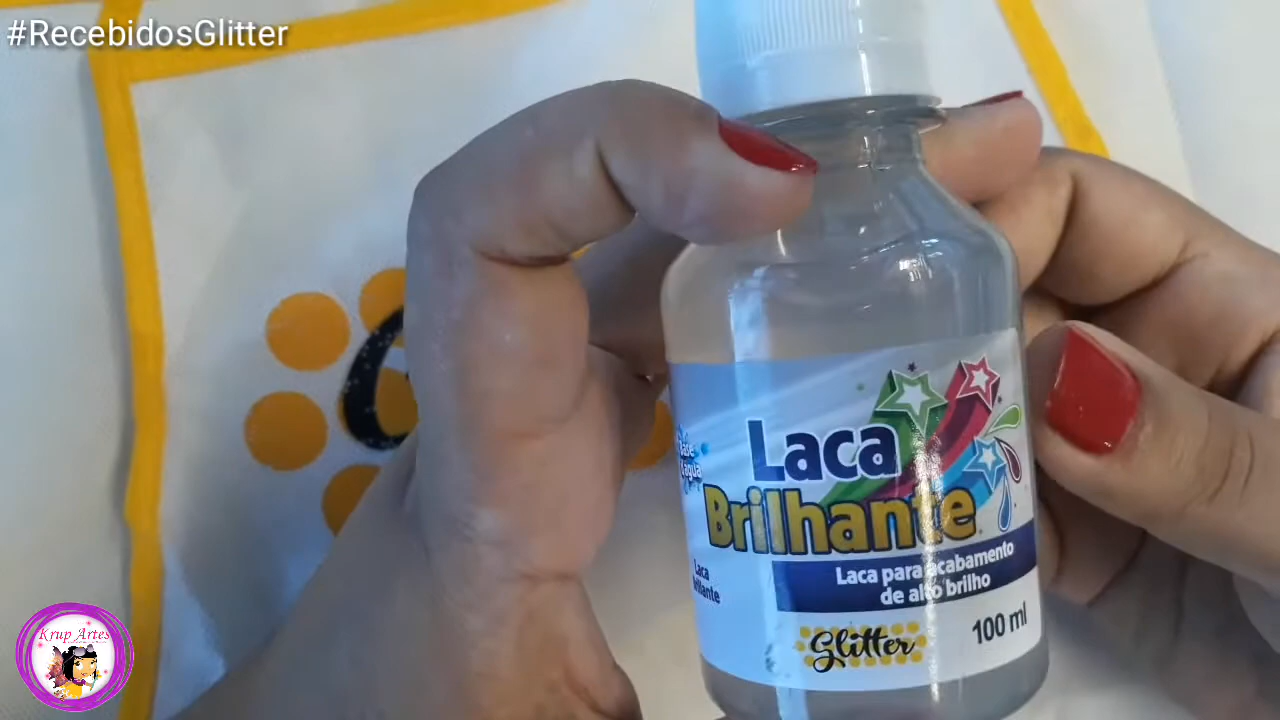 #RecebidosGlitter
Base
d'água
Laca
Brilhante
Laca
Brilhante
Laca para acabamento
de alto brilho
Glitter
100 ml
Krup Artes